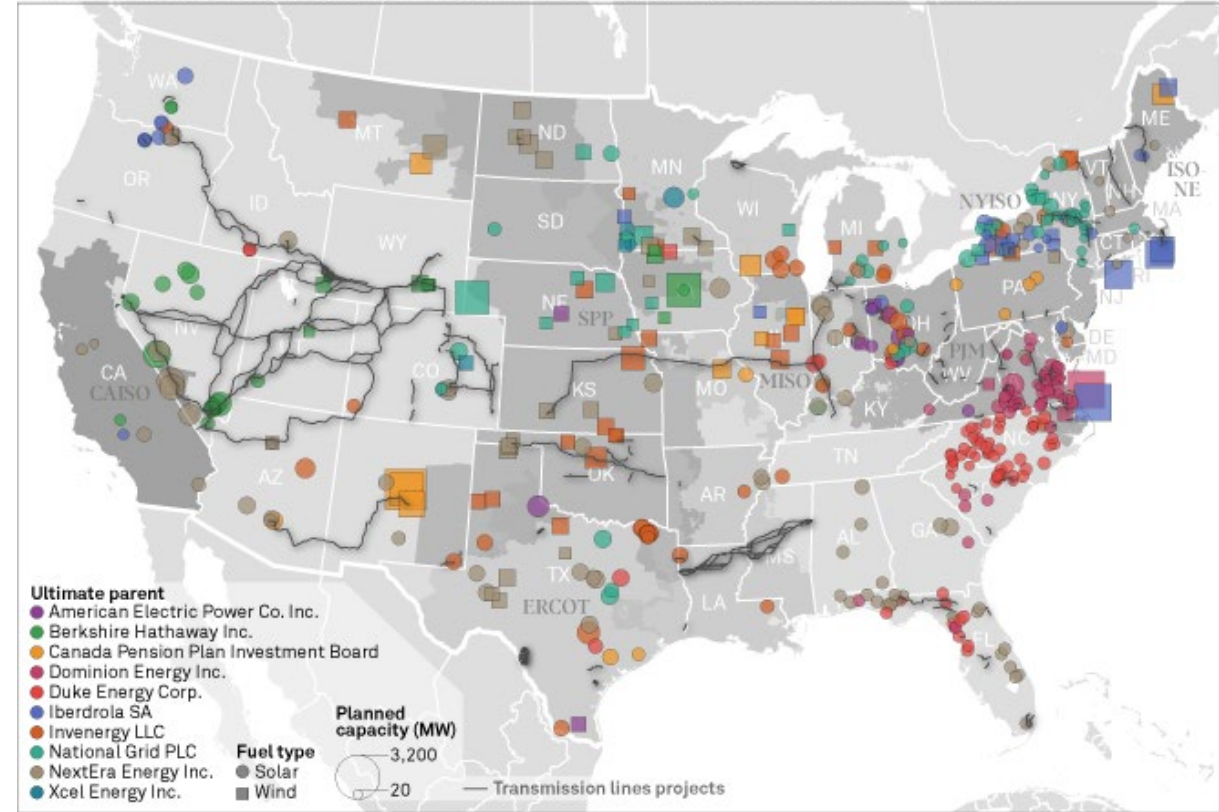 WA
MT
ND
MN
ME
OR
ID
SD
WI
MI
NYISO
NY
VT
NH
ISO-
NE
MA
WY
CT
RI
NV
NE
SPP
PA
NJ
OH
PJM
DE
MD
CA
CAISO
CO
KS
MO
MISO
WV
KY
AZ
OK
TN
NC
AR
MS
AL
GA
TX
ERCOT
LA
FL
Ultimate parent
American Electric Power Co. Inc.
Berkshire Hathaway Inc.
Canada Pension Plan Investment Board
Dominion Energy Inc.
Duke Energy Corp.
Iberdrola SA
Invenergy LLC
National Grid PLC
NextEra Energy Inc.
Xcel Energy Inc.
Fuel type
Solar
Wind
Planned
capacity (MW)
3,200
20
Transmission lines projects